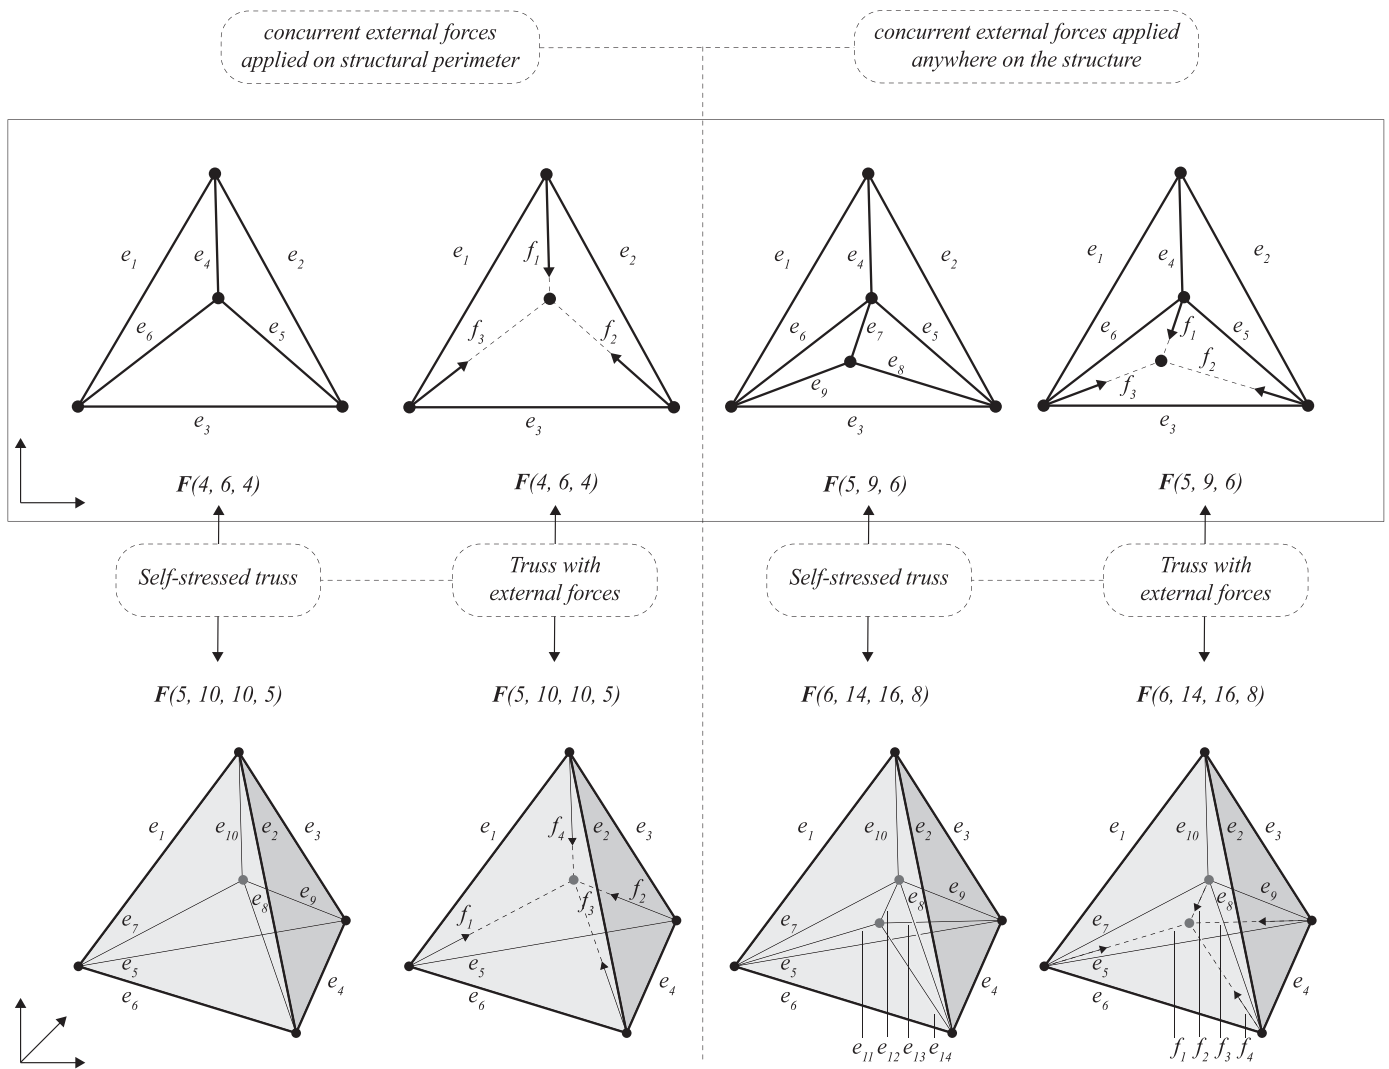 concurrent external forces
applied on structural perimeter
concurrent external forces applied
anywhere on the structure
e1 e4 e2 e6 e5 e3
e1 f1 e2 f3 f2 e3
e1 e4 e2 e6 e7 e5 e8 e9 e3
e1 e4 e2 e6 f1 e5 f2 f3 e3
F(4, 6, 4)
F(4, 6, 4)
F(5, 9, 6)
F(5, 9, 6)
Self-stressed truss
Truss with
external forces
Self-stressed truss
Truss with
external forces
F(5, 10, 10, 5)
F(5, 10, 10, 5)
F(6, 14, 16, 8)
F(6, 14, 16, 8)
e1 e10 e2 e3 e9 e8 e7 e5 e6 e4
e1 f4 e2 e3 f2 f3 f1 e5 e6 e4
e1 e10 e2 e3 e9 e8 e7 e5 e6 e4 e11 e12 e13 e14
e1 e10 e2 e3 e9 e8 e7 e5 e6 e4 f1 f2 f3 f4